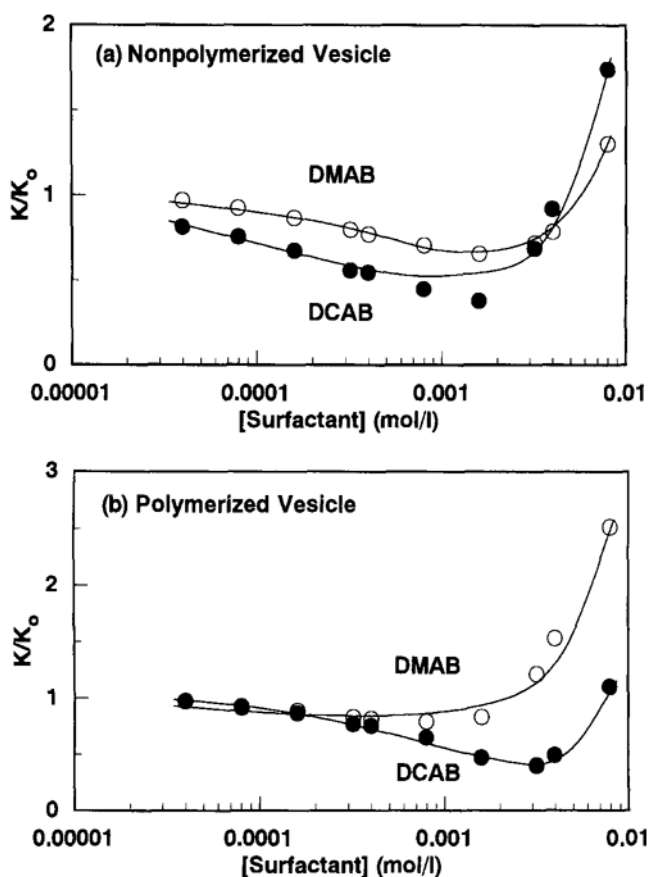 2
(a) Nonpolymerized Vesicle
DMAB
K/Ko
1
DCAB
0
0.00001 0.0001 0.001 0.01
[Surfactant] (mol/l)
3
(b) Polymerized Vesicle
2
K/Ko
DMAB
1
DCAB
0
0.00001 0.0001 0.001 0.01
[Surfactant] (mol/l)